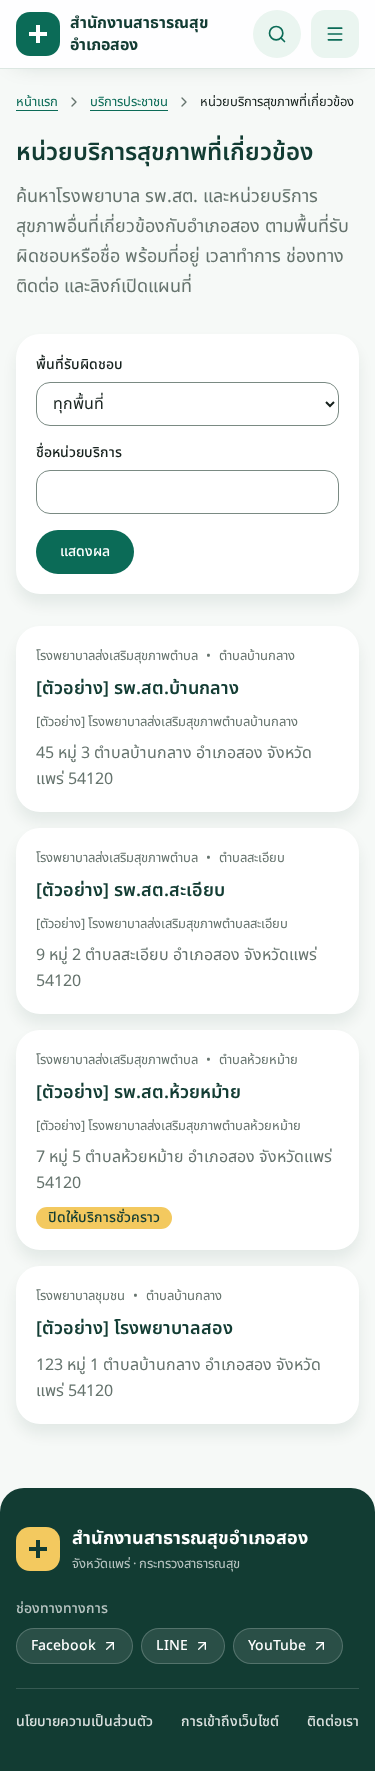 สำนักงานสาธารณสุข
อำเภอสอง
หน้าแรก > บริการประชาชน > หน่วยบริการสุขภาพที่เกี่ยวข้อง
หน่วยบริการสุขภาพที่เกี่ยวข้อง
ค้นหาโรงพยาบาล รพ.สต. และหน่วยบริการ
สุขภาพอื่นที่เกี่ยวข้องกับอำเภอสอง ตามพื้นที่รับ
ผิดชอบหรือชื่อ พร้อมที่อยู่ เวลาทำการ ช่องทาง
ติดต่อ และลิงก์เปิดแผนที่
พื้นที่รับผิดชอบ
ทุกพื้นที่
ชื่อหน่วยบริการ
แสดงผล
โรงพยาบาลส่งเสริมสุขภาพตำบล • ตำบลบ้านกลาง
[ตัวอย่าง] รพ.สต.บ้านกลาง
[ตัวอย่าง] โรงพยาบาลส่งเสริมสุขภาพตำบลบ้านกลาง
45 หมู่ 3 ตำบลบ้านกลาง อำเภอสอง จังหวัด
แพร่ 54120
โรงพยาบาลส่งเสริมสุขภาพตำบล • ตำบลสะเอียบ
[ตัวอย่าง] รพ.สต.สะเอียบ
[ตัวอย่าง] โรงพยาบาลส่งเสริมสุขภาพตำบลสะเอียบ
9 หมู่ 2 ตำบลสะเอียบ อำเภอสอง จังหวัดแพร่
54120
โรงพยาบาลส่งเสริมสุขภาพตำบล • ตำบลห้วยหม้าย
[ตัวอย่าง] รพ.สต.ห้วยหม้าย
[ตัวอย่าง] โรงพยาบาลส่งเสริมสุขภาพตำบลห้วยหม้าย
7 หมู่ 5 ตำบลห้วยหม้าย อำเภอสอง จังหวัดแพร่
54120
ปิดให้บริการชั่วคราว
โรงพยาบาลชุมชน • ตำบลบ้านกลาง
[ตัวอย่าง] โรงพยาบาลสอง
123 หมู่ 1 ตำบลบ้านกลาง อำเภอสอง จังหวัด
แพร่ 54120
สำนักงานสาธารณสุขอำเภอสอง
จังหวัดแพร่ · กระทรวงสาธารณสุข
ช่องทางทางการ
Facebook LINE YouTube
นโยบายความเป็นส่วนตัว การเข้าถึงเว็บไซต์ ติดต่อเรา